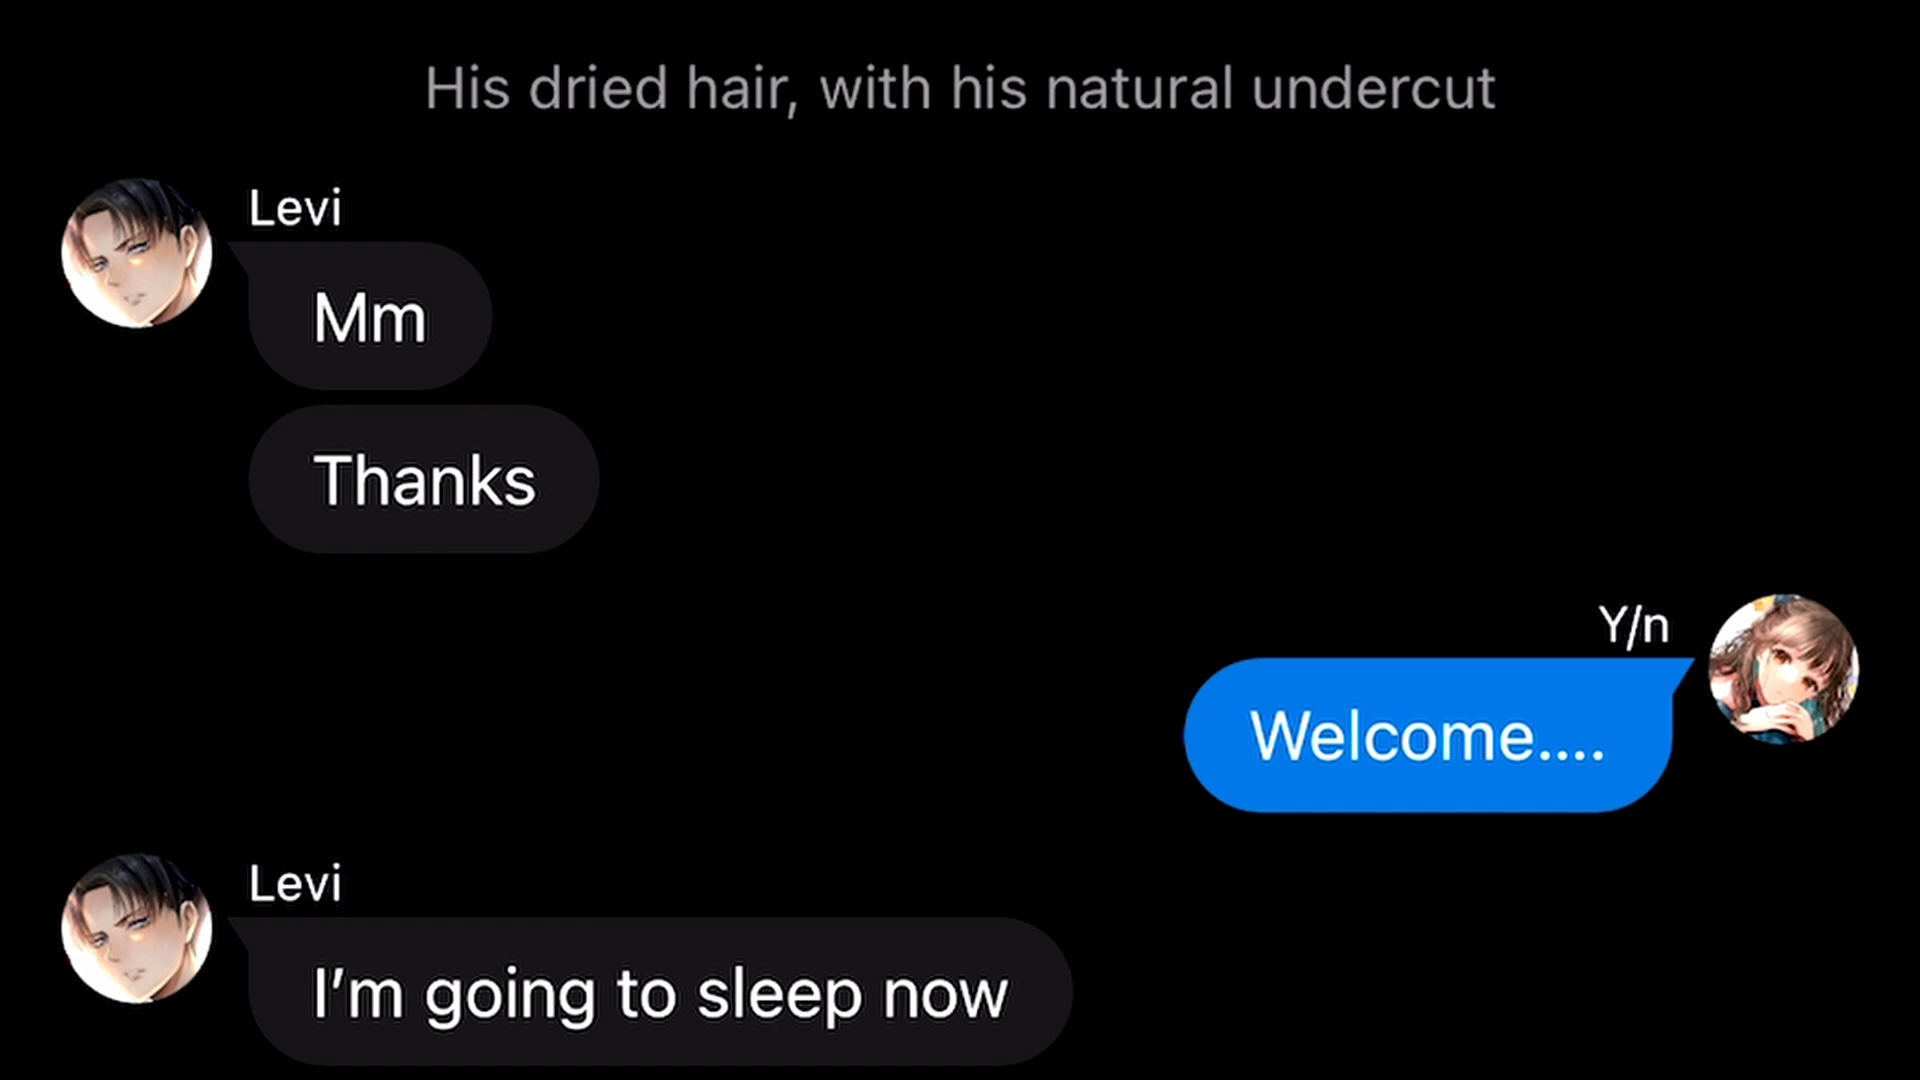 His dried hair, with his natural undercut
Levi
Mm
Thanks
Y/n
Welcome....
Levi
I’m going to sleep now